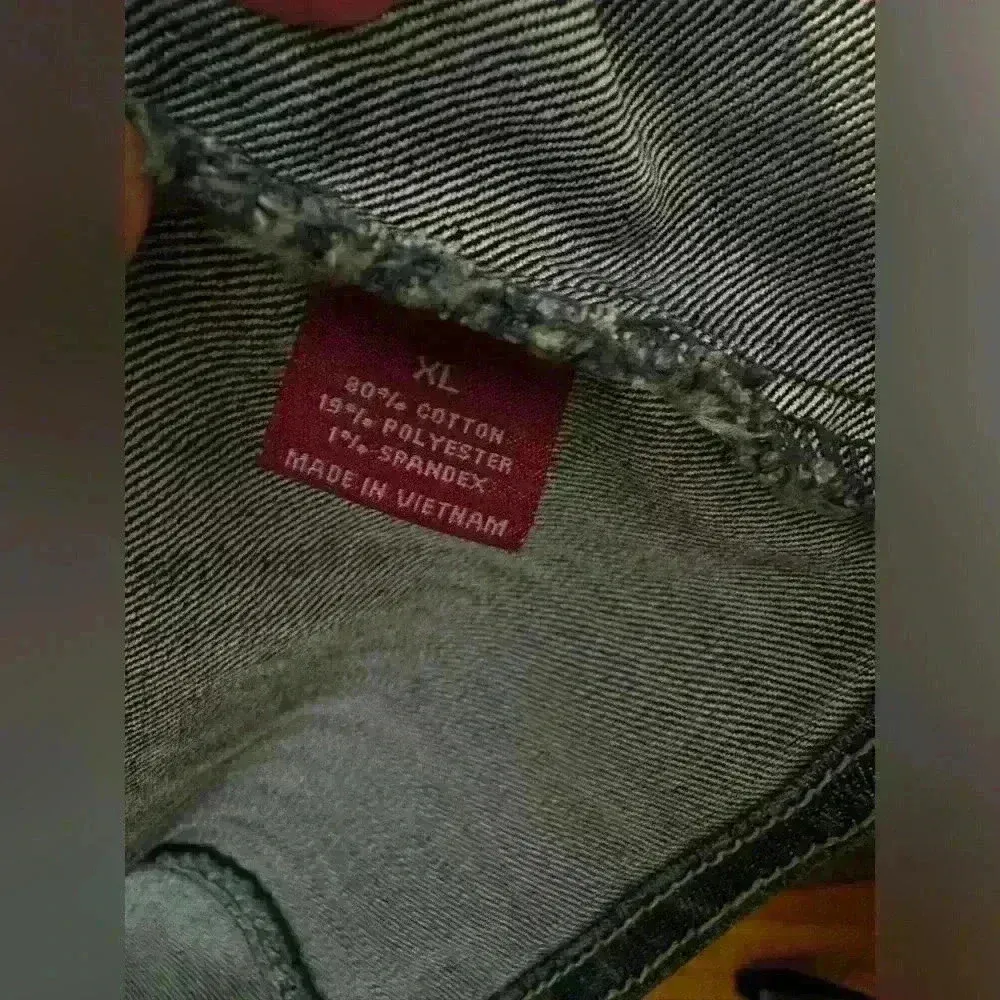 XL
80% COTTON
19% POLYESTER
1% SPANDEX
MADE IN VIETNAM